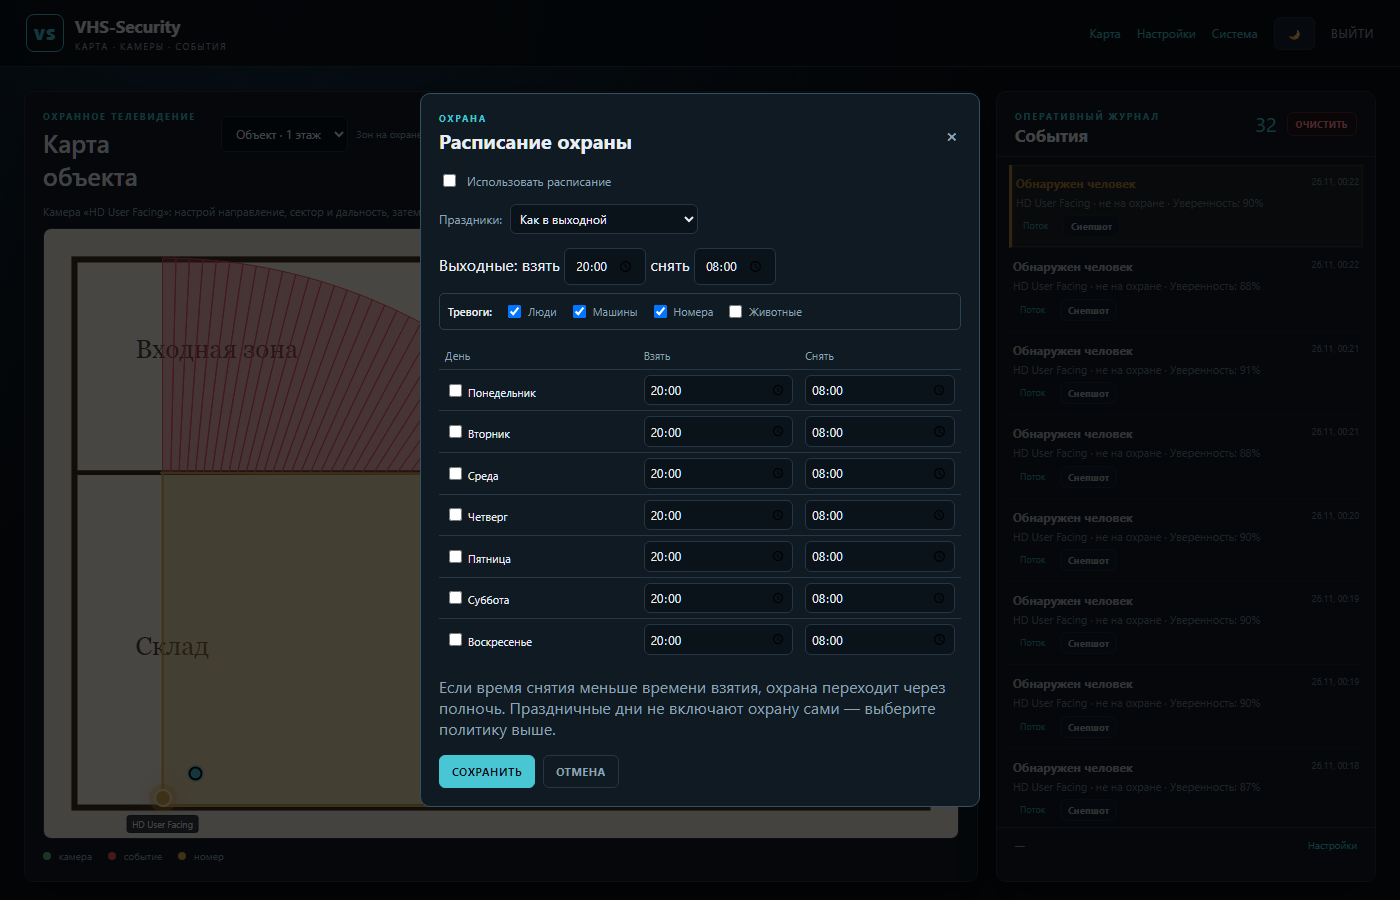 VS
VHS-Security
КАРТА · КАМЕРЫ · СОБЫТИЯ
Карта Настройки Система ВЫЙТИ
ОХРАННОЕ ТЕЛЕВИДЕНИЕ
Карта
объекта
Объект · 1 этаж
Зон на охране
Камера «HD User Facing»: настрой направление, сектор и дальность, затем
Входная зона
Склад
HD User Facing
камера событие номер
ОХРАНА
Расписание охраны
×
Использовать расписание
Праздники: Как в выходной
Выходные: взять 20:00 снять 08:00
Тревоги: Люди Машины Номера Животные
День Взять Снять
Понедельник 20:00 08:00
Вторник 20:00 08:00
Среда 20:00 08:00
Четверг 20:00 08:00
Пятница 20:00 08:00
Суббота 20:00 08:00
Воскресенье 20:00 08:00
Если время снятия меньше времени взятия, охрана переходит через
полночь. Праздничные дни не включают охрану сами — выберите
политику выше.
СОХРАНИТЬ ОТМЕНА
ОПЕРАТИВНЫЙ ЖУРНАЛ
События
32 ОЧИСТИТЬ
Обнаружен человек 26.11, 00:22
HD User Facing · не на охране · Уверенность: 90%
Поток Снепшот
Обнаружен человек 26.11, 00:22
HD User Facing · не на охране · Уверенность: 88%
Поток Снепшот
Обнаружен человек 26.11, 00:21
HD User Facing · не на охране · Уверенность: 91%
Поток Снепшот
Обнаружен человек 26.11, 00:21
HD User Facing · не на охране · Уверенность: 88%
Поток Снепшот
Обнаружен человек 26.11, 00:20
HD User Facing · не на охране · Уверенность: 90%
Поток Снепшот
Обнаружен человек 26.11, 00:19
HD User Facing · не на охране · Уверенность: 90%
Поток Снепшот
Обнаружен человек 26.11, 00:19
HD User Facing · не на охране · Уверенность: 90%
Поток Снепшот
Обнаружен человек 26.11, 00:18
HD User Facing · не на охране · Уверенность: 87%
Поток Снепшот
— Настройки